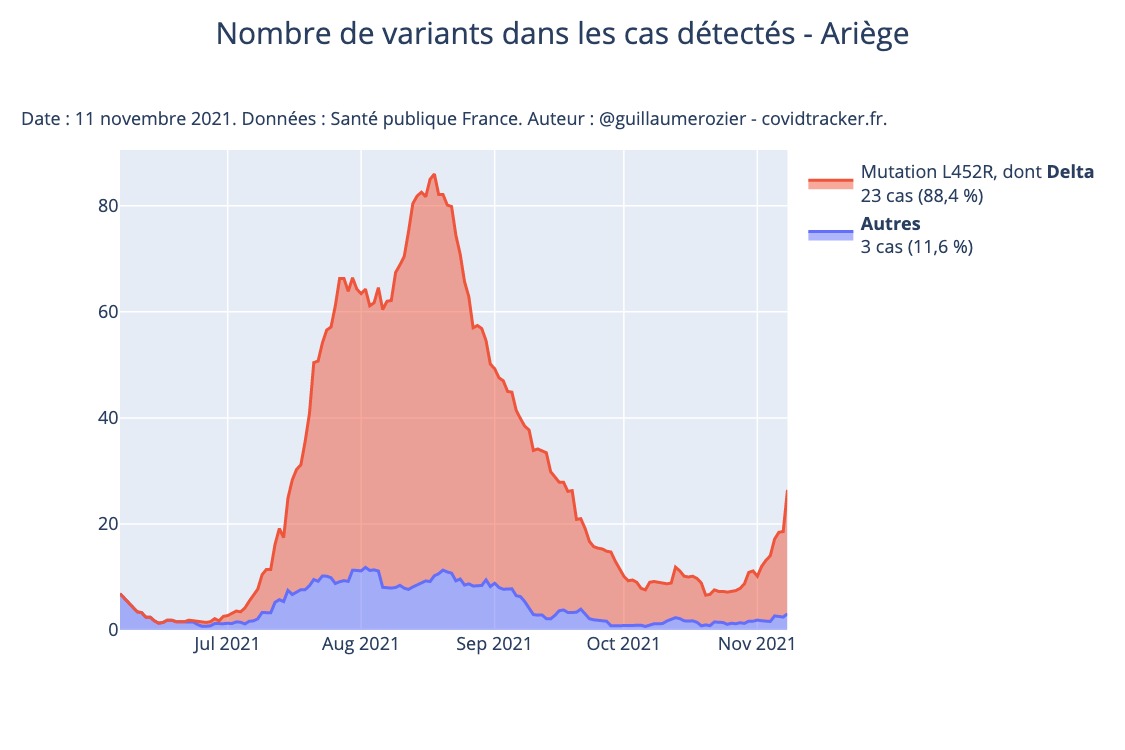 Nombre de variants dans les cas détectés - Ariège
Date : 11 novembre 2021. Données : Santé publique France. Auteur : @guillaumerozier - covidtracker.fr.
Mutation L452R, dont Delta
23 cas (88,4 %)
Autres
3 cas (11,6 %)
80
60
40
20
0
Jul 2021 Aug 2021 Sep 2021 Oct 2021 Nov 2021